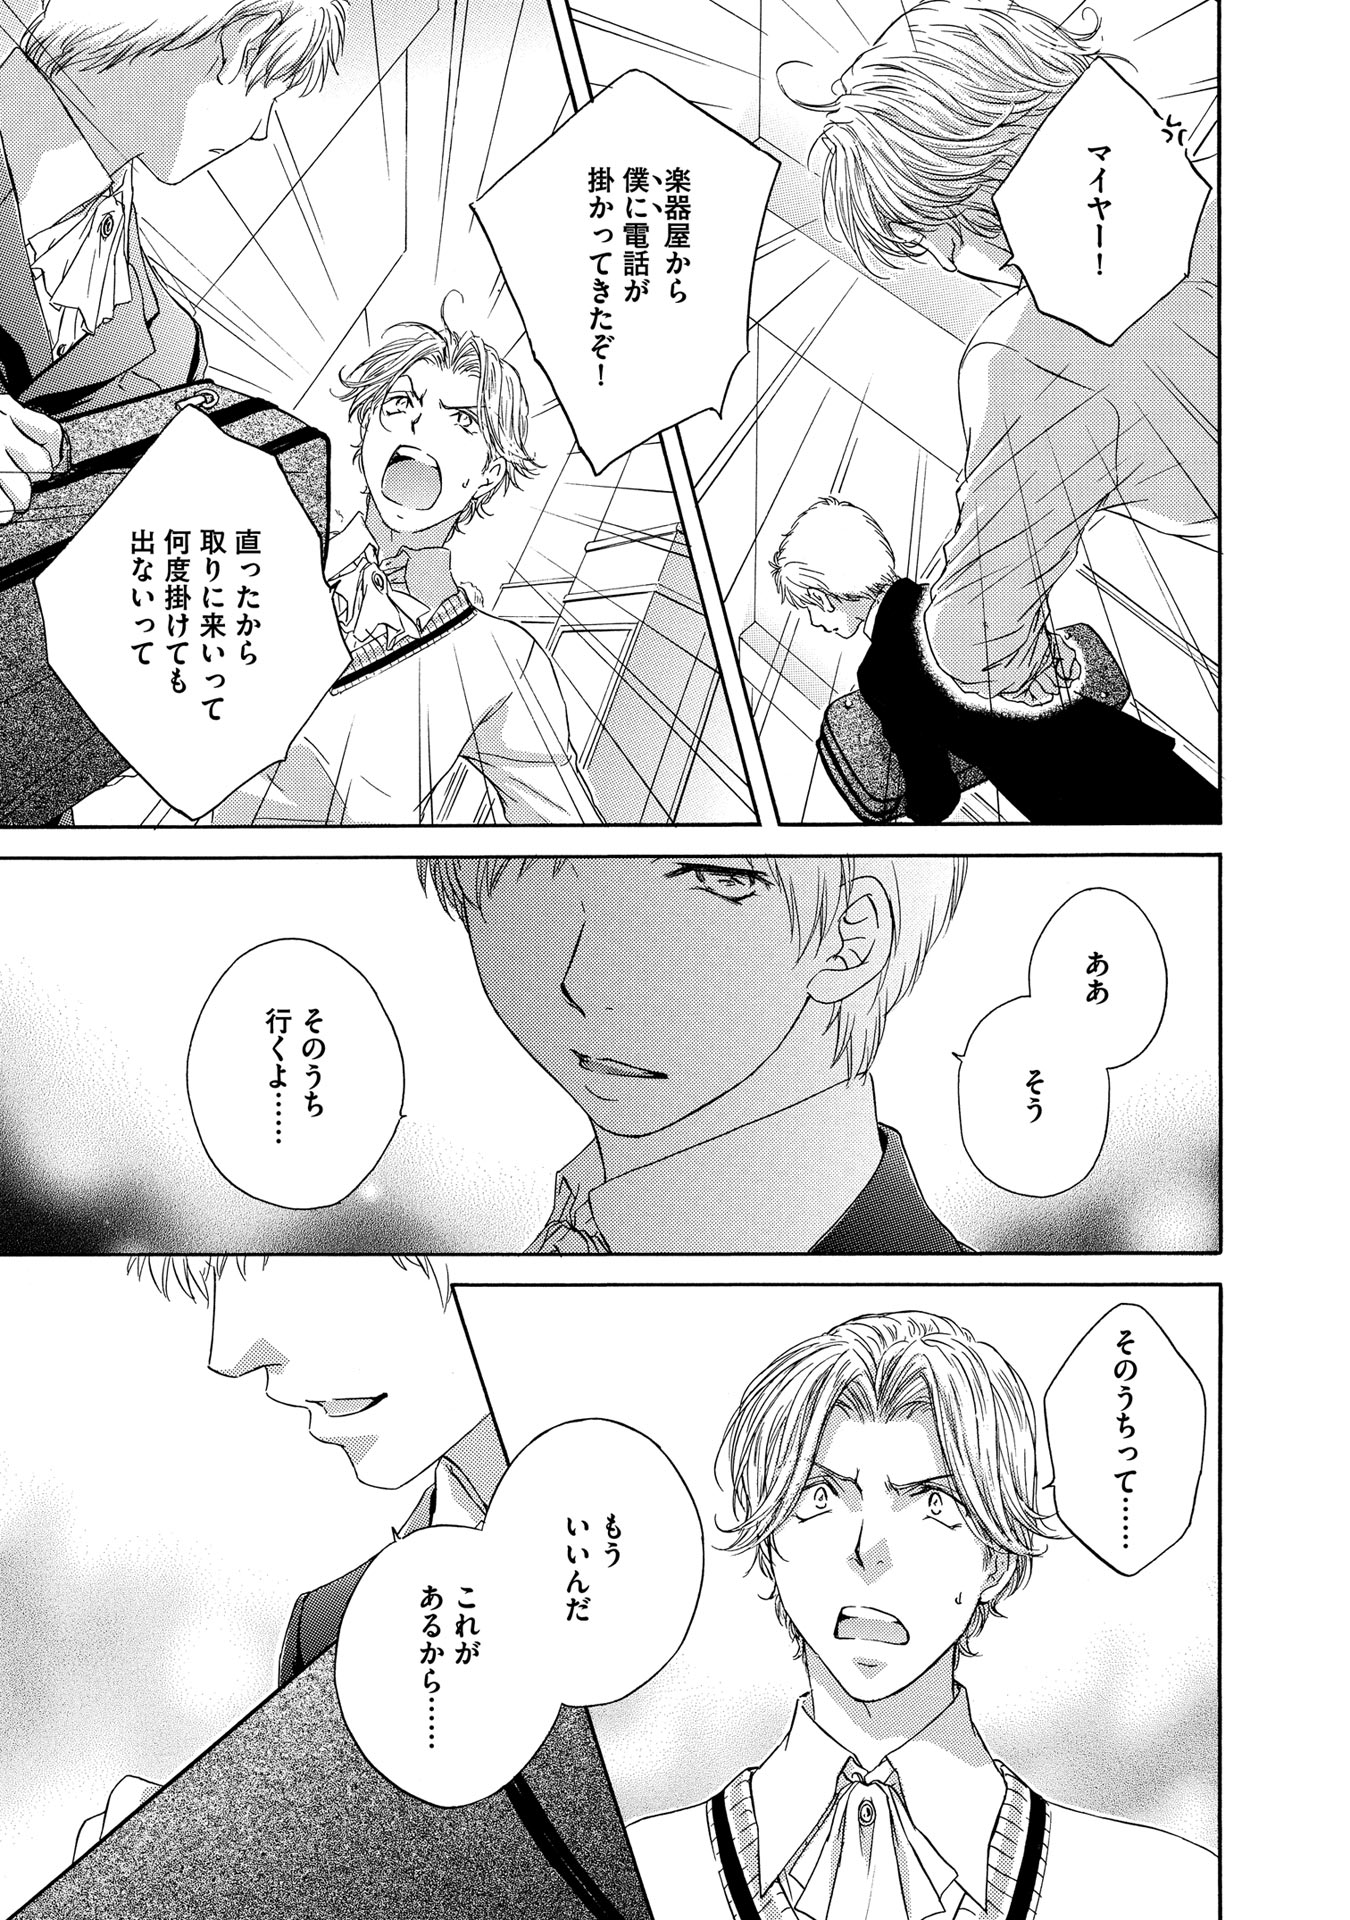 マイヤー！
楽器屋から
僕に電話が
掛かってきたぞ！
直ったから
取りに来いって
何度掛けても
出ないって
ああ
そう
そのうち
行くよ……
そのうちって……
もう
いいんだ
これが
あるから……